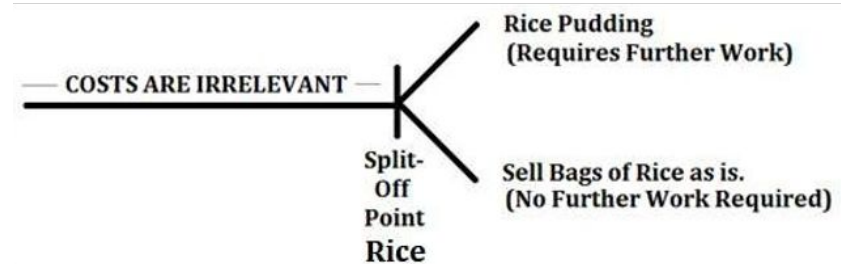 Rice Pudding
(Requires Further Work)
COSTS ARE IRRELEVANT
Split-
Off
Point
Rice
Sell Bags of Rice as is.
(No Further Work Required)